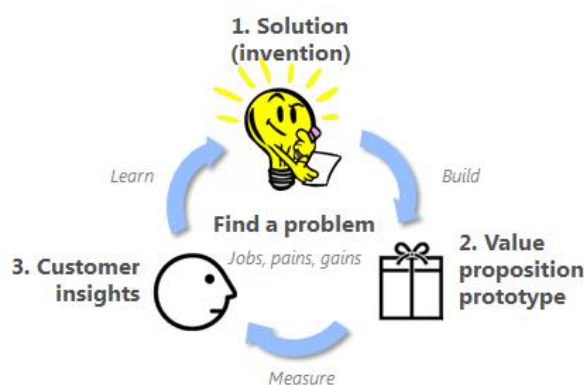 1. Solution
(invention)
Learn
Build
Find a problem
Jobs, pains, gains
3. Customer
insights
2. Value
proposition
prototype
Measure